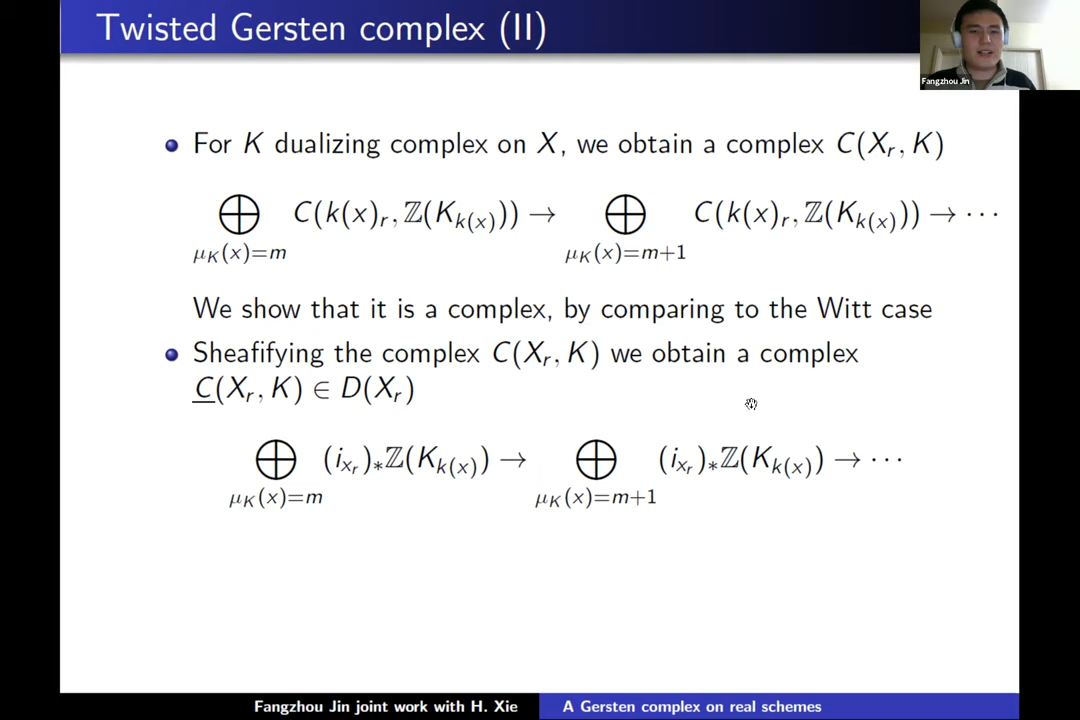 Twisted Gersten complex (II)
Fangzhou Jin
For K dualizing complex on X, we obtain a complex C(X_r, K)
⊕_{μ_K(x)=m} C(k(x)_r, ℤ(K_{k(x)})) → ⊕_{μ_K(x)=m+1} C(k(x)_r, ℤ(K_{k(x)})) → ···
We show that it is a complex, by comparing to the Witt case
Sheafifying the complex C(X_r, K) we obtain a complex
C(X_r, K) ∈ D(X_r)
⊕_{μ_K(x)=m} (i_{x_r})_*ℤ(K_{k(x)}) → ⊕_{μ_K(x)=m+1} (i_{x_r})_*ℤ(K_{k(x)}) → ···
Fangzhou Jin joint work with H. Xie
A Gersten complex on real schemes